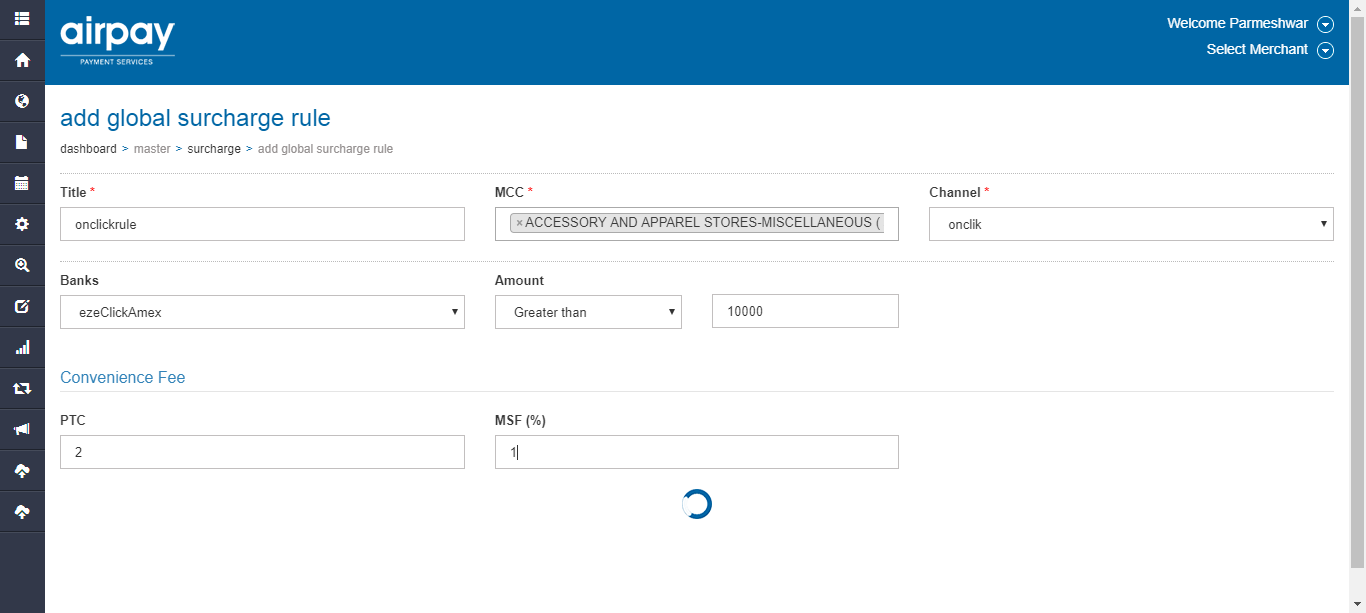 airpay
PAYMENT SERVICES
Welcome Parmeshwar
Select Merchant
add global surcharge rule
dashboard > master > surcharge > add global surcharge rule
Title * MCC * Channel *
onclickrule ×ACCESSORY AND APPAREL STORES-MISCELLANEOUS ( onclik
Banks Amount
ezeClickAmex Greater than 10000
Convenience Fee
PTC MSF (%)
2 1